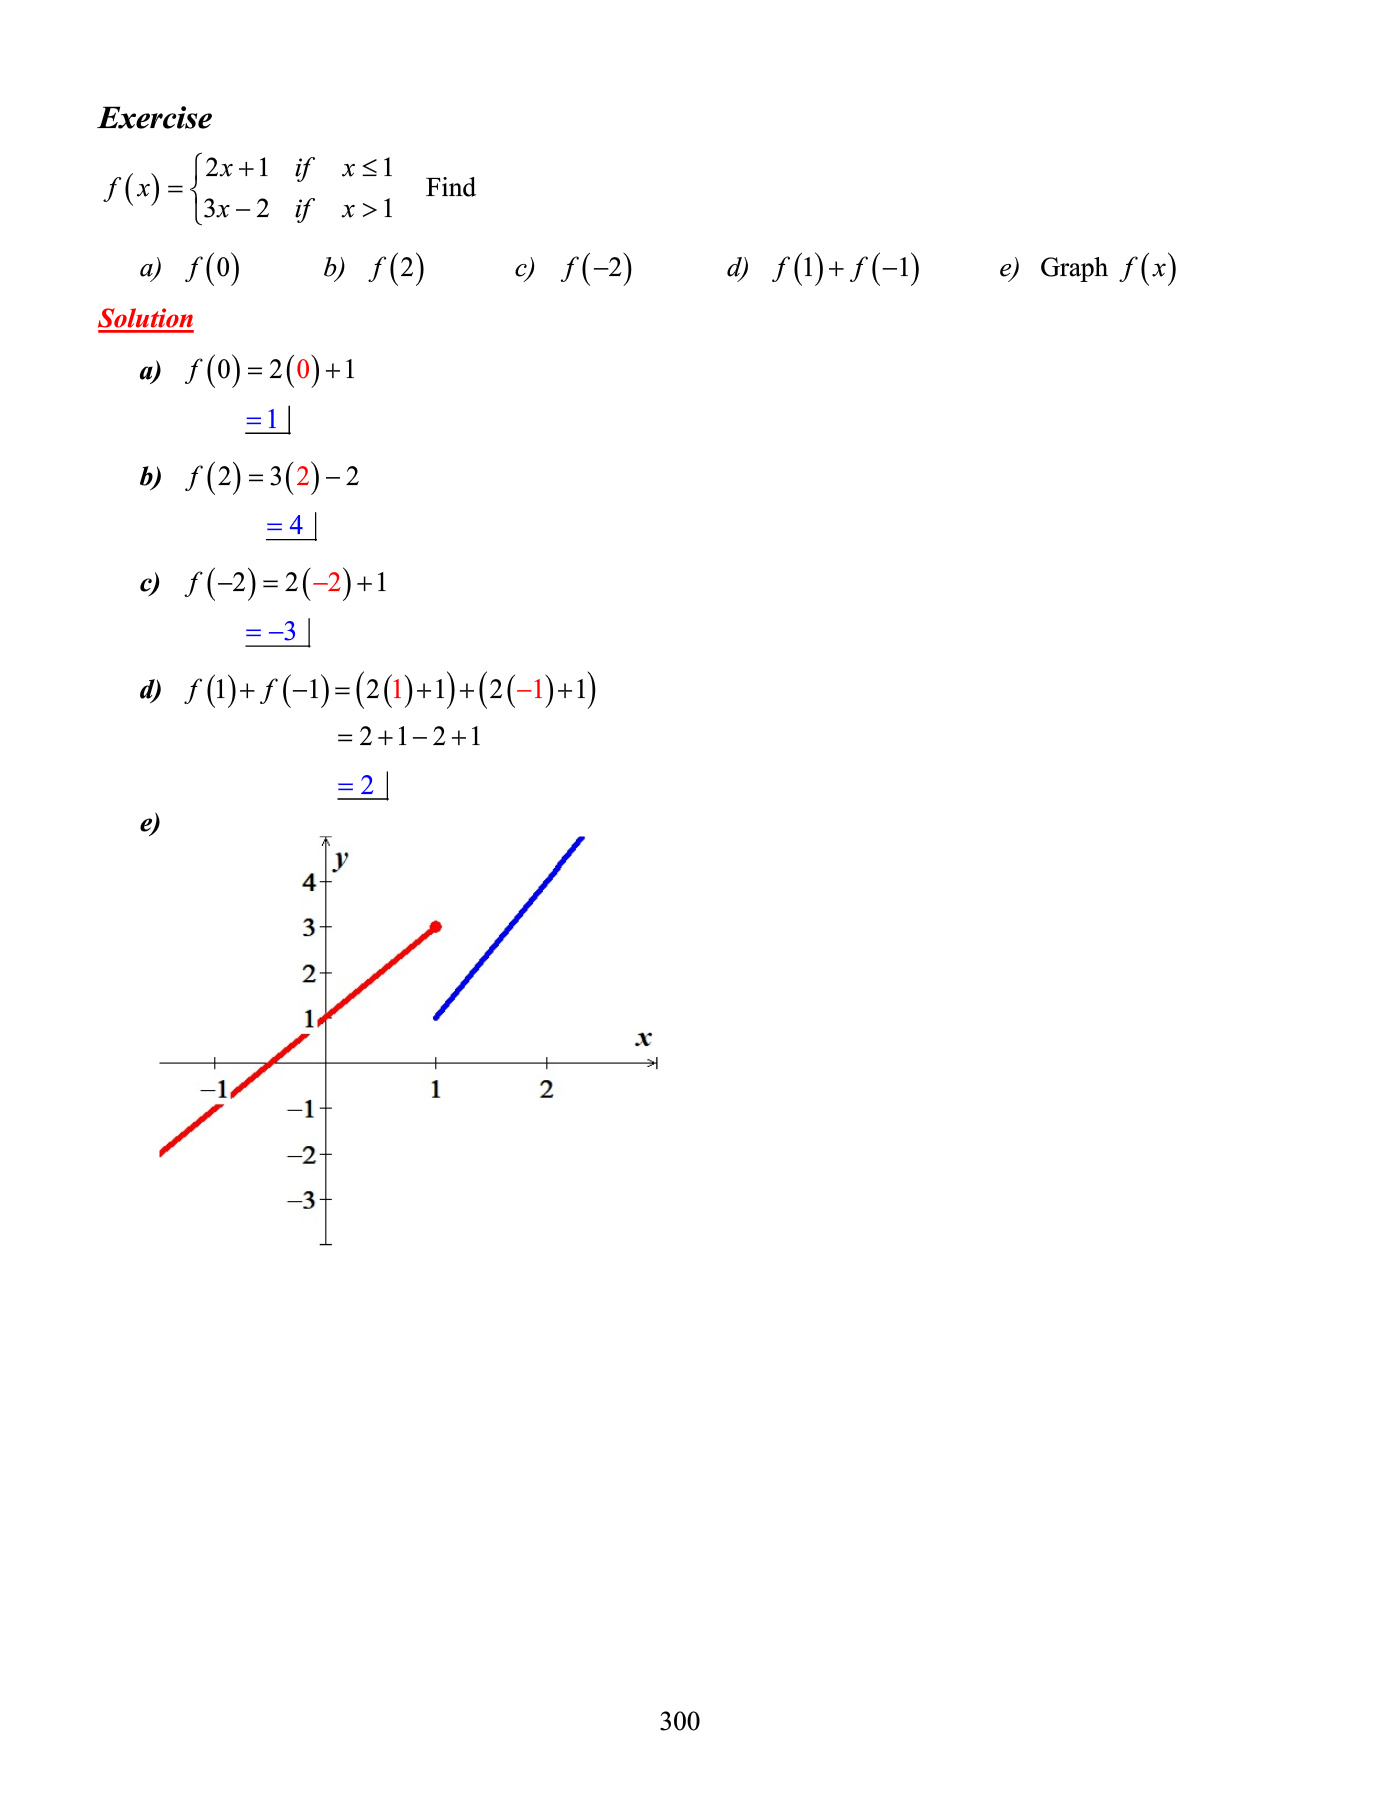 Exercise
f(x) = {2x + 1 if x ≤ 1
3x − 2 if x > 1 Find
a) f(0) b) f(2) c) f(−2) d) f(1) + f(−1) e) Graph f(x)
Solution
a) f(0) = 2(0) + 1
= 1
b) f(2) = 3(2) − 2
= 4
c) f(−2) = 2(−2) + 1
= −3
d) f(1) + f(−1) = (2(1) + 1) + (2(−1) + 1)
= 2 + 1 − 2 + 1
= 2
e)
y
4
3
2
1
x
−1 1 2
−1
−2
−3
300